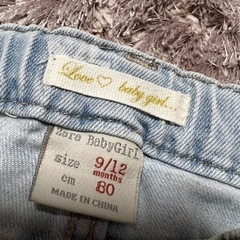 Love ♡ baby girl...
Zara BabyGirl
size 9/12
months
cm 80
MADE IN CHINA